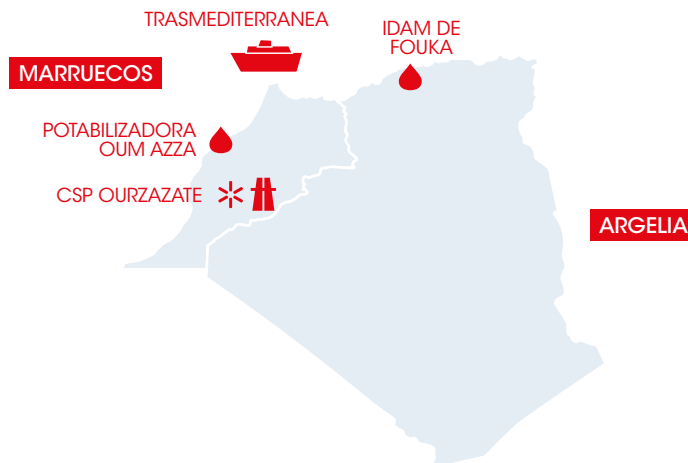 TRASMEDITERRANEA
IDAM DE
FOUKA
MARRUECOS
POTABILIZADORA
OUM AZZA
CSP OURZAZATE
ARGELIA